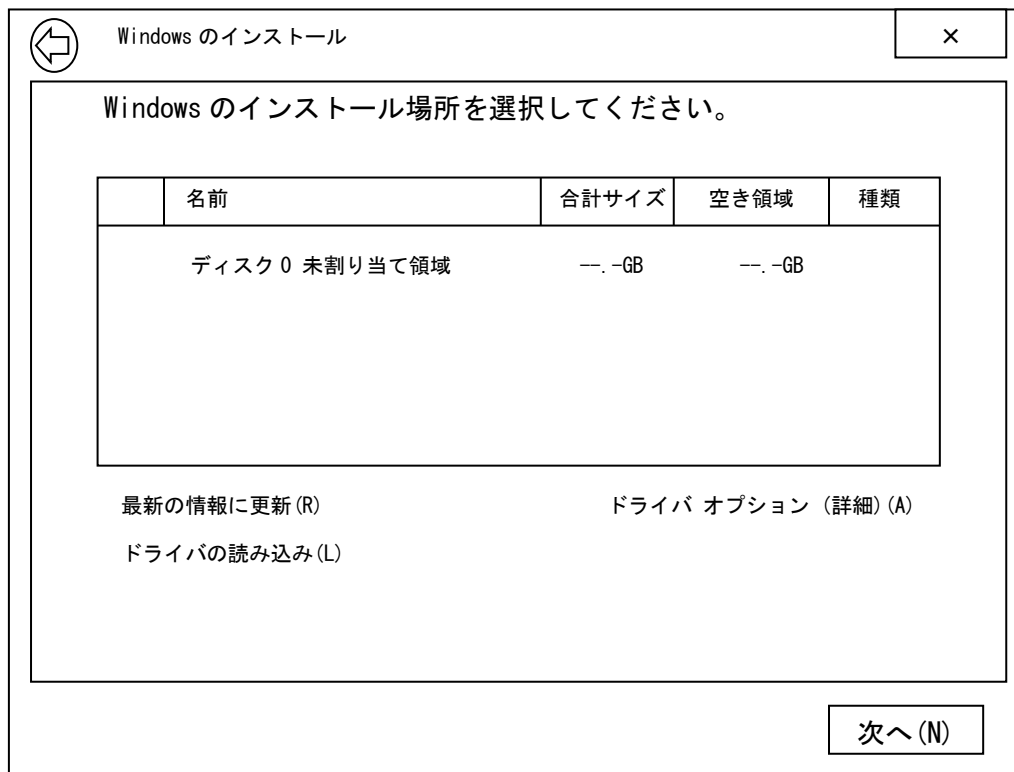 Windows のインストール
×
Windows のインストール場所を選択してください。
名前 合計サイズ 空き領域 種類
ディスク 0 未割り当て領域 --.-GB --.-GB
最新の情報に更新(R) ドライバ オプション (詳細)(A)
ドライバの読み込み(L)
次へ(N)